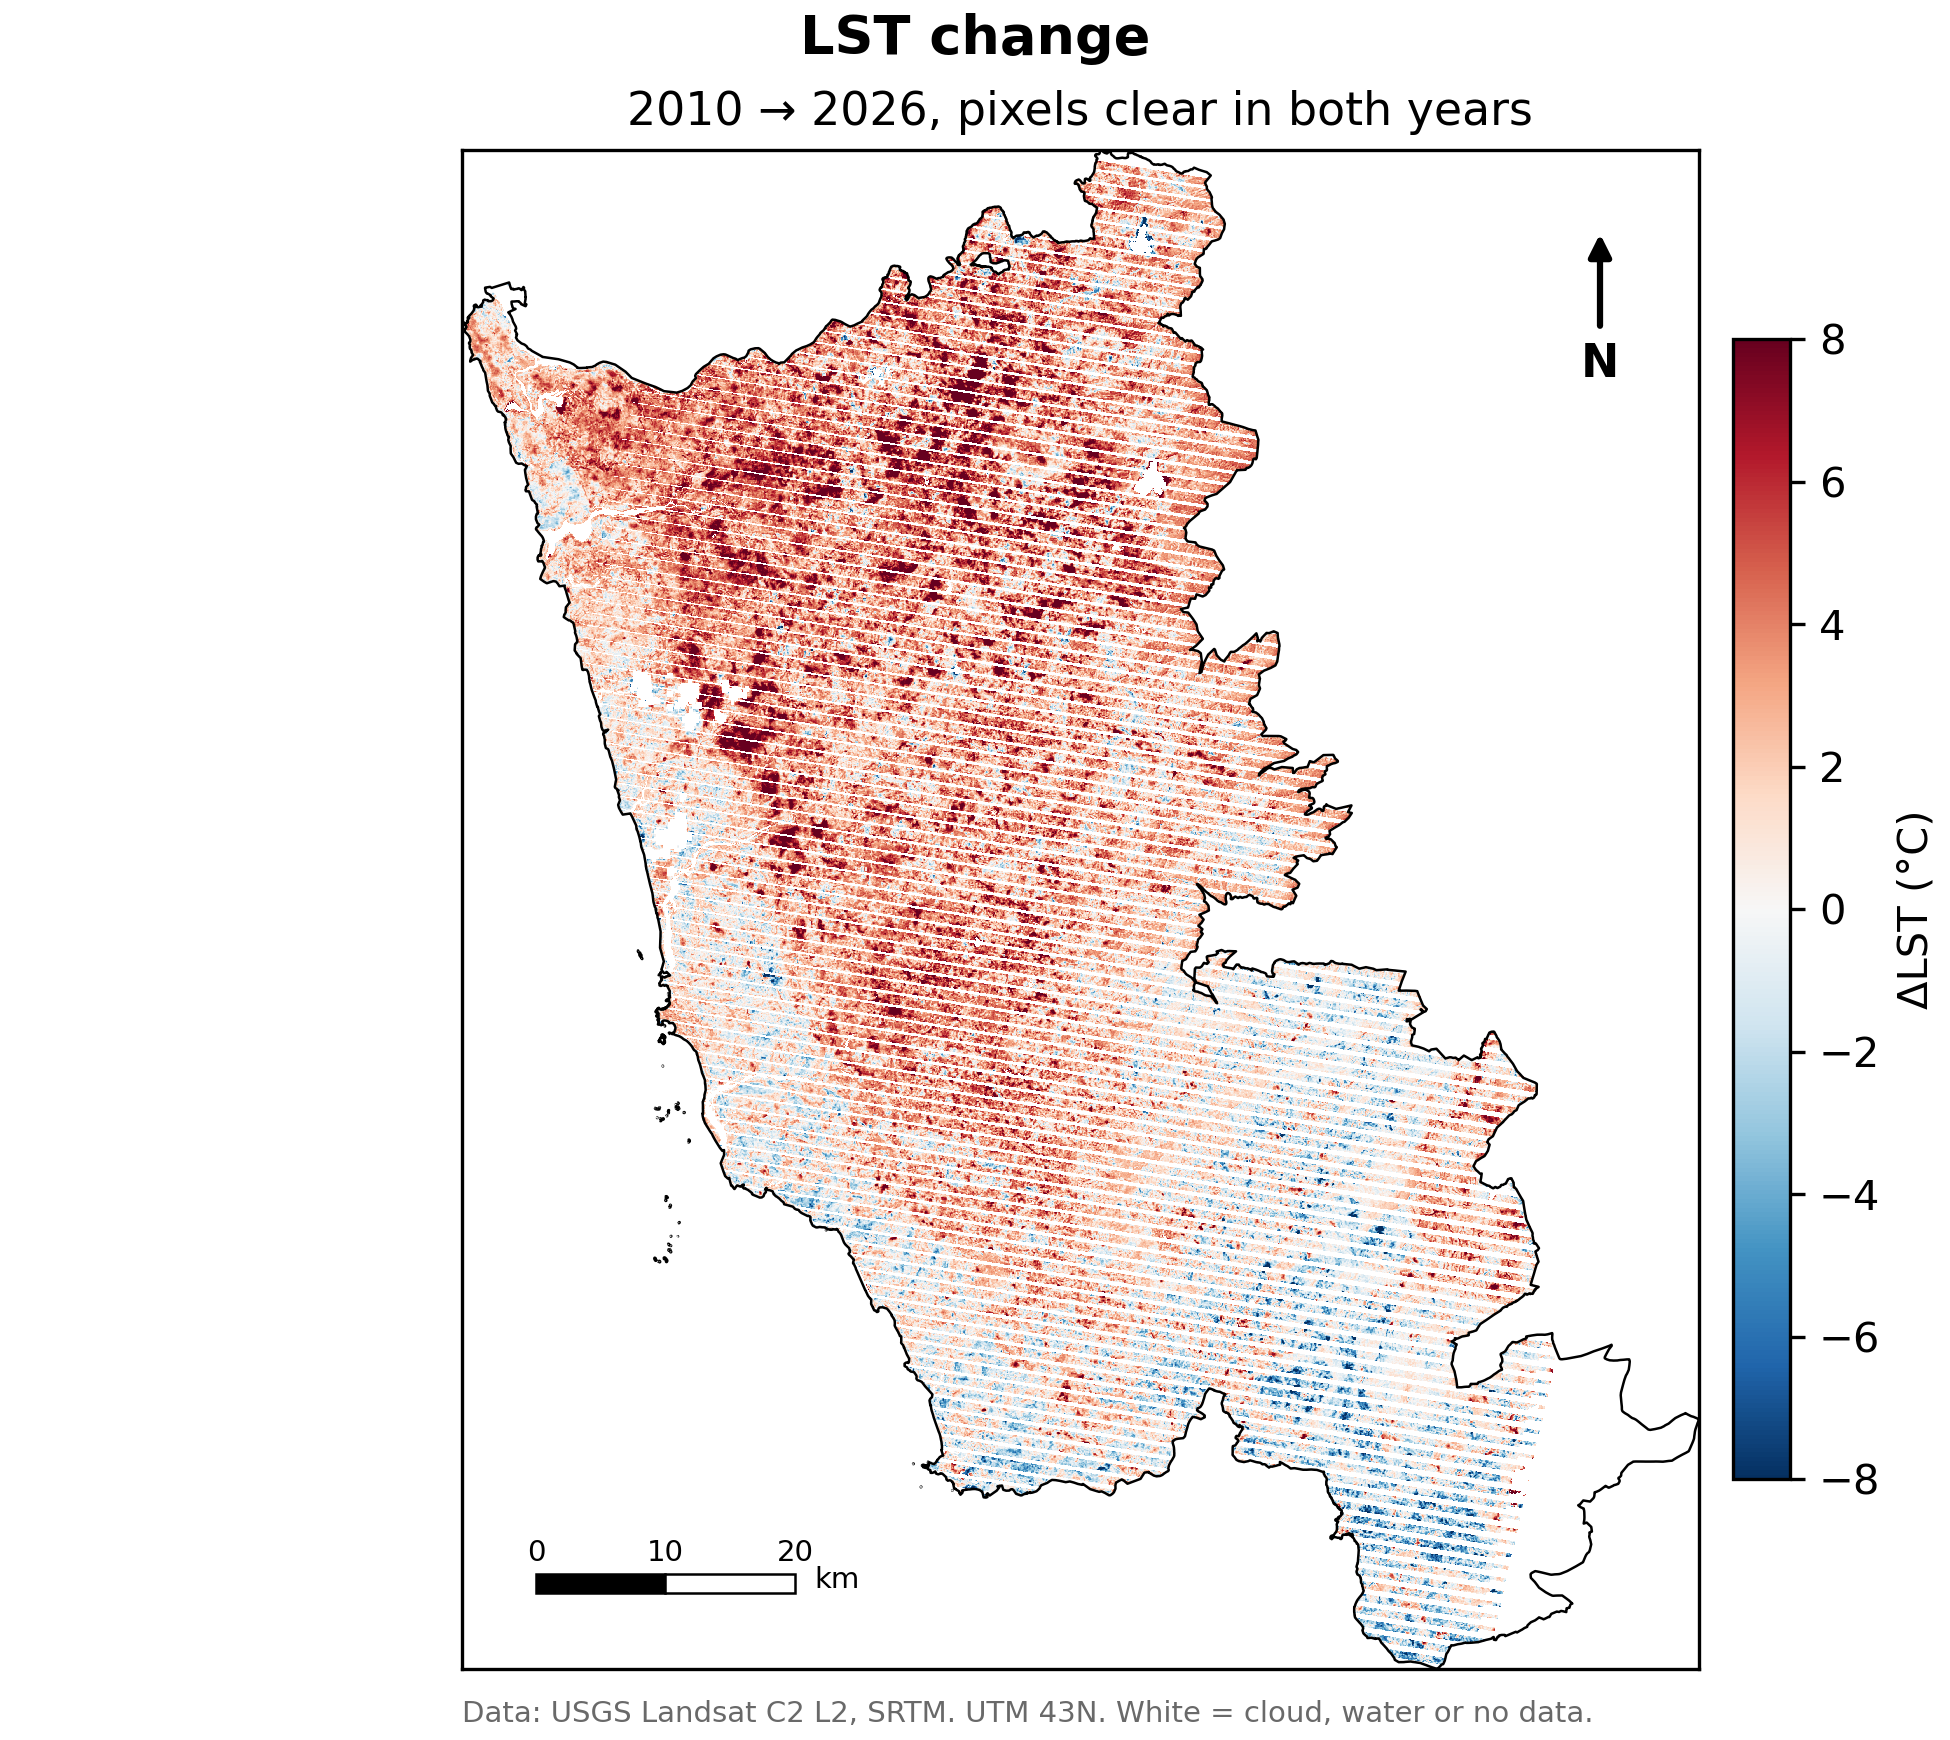 LST change
2010 → 2026, pixels clear in both years
N
8
6
4
2
0
−2
−4
−6
−8
ΔLST (°C)
0 10 20
km
Data: USGS Landsat C2 L2, SRTM. UTM 43N. White = cloud, water or no data.